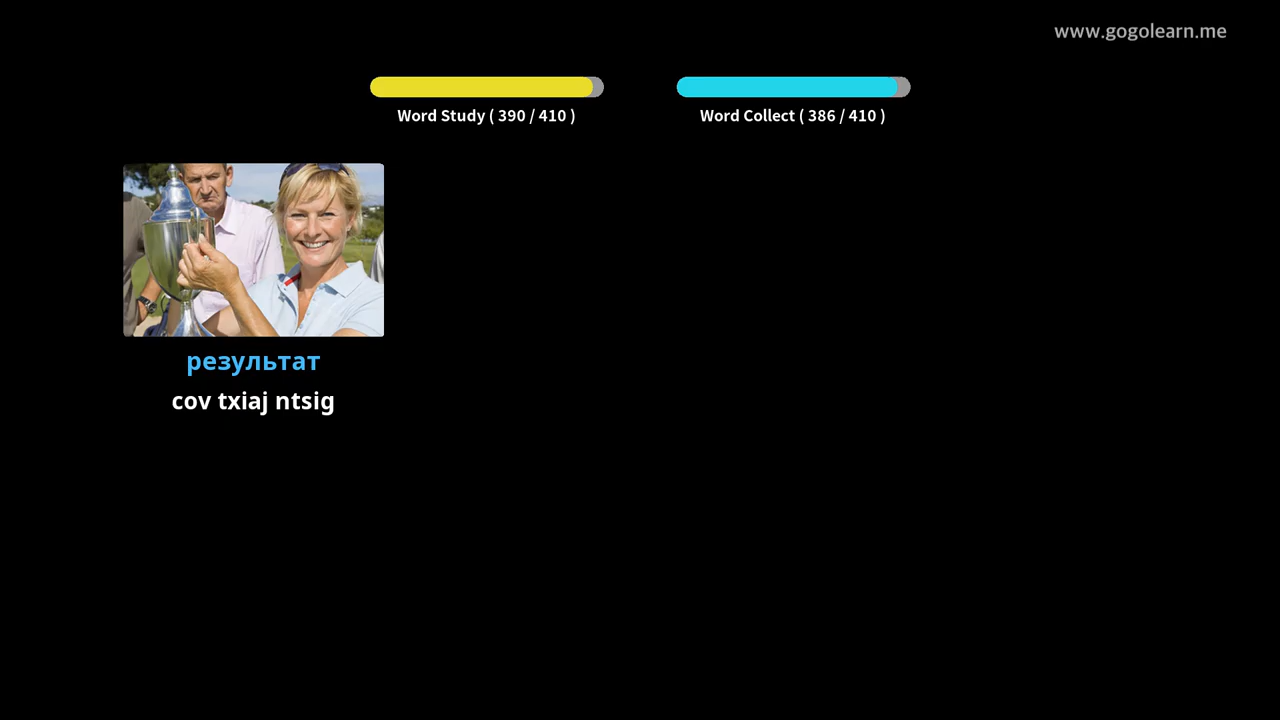 www.gogolearn.me
Word Study ( 390 / 410 )
Word Collect ( 386 / 410 )
результат
cov txiaj ntsig